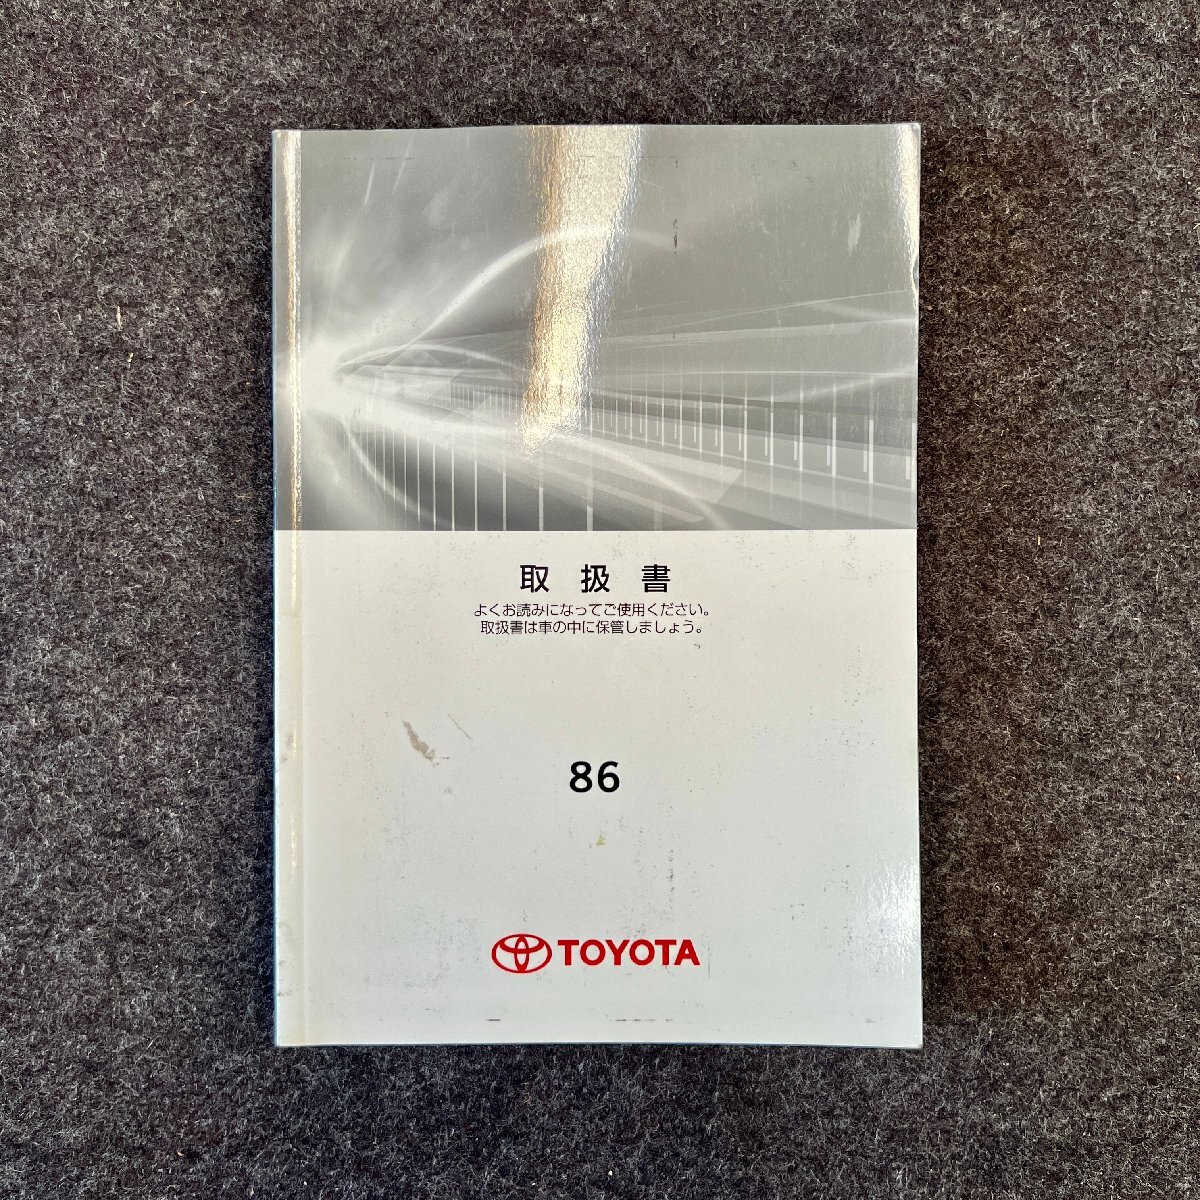 取扱書
よくお読みになってご使用ください。
取扱書は車の中に保管しましょう。
86
TOYOTA